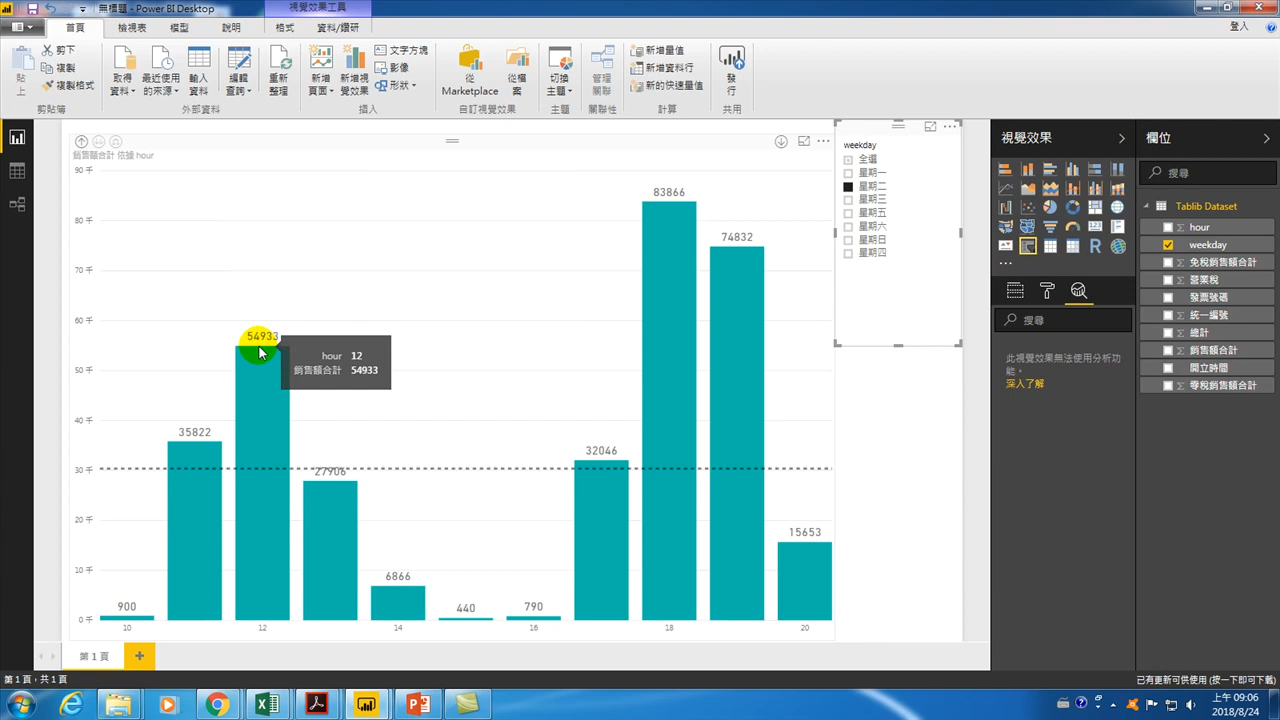 無標題 - Power BI Desktop
視覺效果工具
首頁 檢視表 模型 說明 格式 資料/鑽研
登入
貼上
剪下
複製
複製格式
剪貼簿
取得資料
最近使用的來源
輸入資料
編輯查詢
重新整理
外部資料
新增頁面
新增視覺效果
文字方塊
影像
形狀
插入
從 Marketplace
從檔案
自訂視覺效果
切換主題
主題
管理關聯
關聯性
新增量值
新增資料行
新的快速量值
計算
發行
共用
銷售額合計 依據 hour
90 千
80 千
70 千
60 千
50 千
40 千
30 千
20 千
10 千
0 千
900
35822
54933
27906
6866
440
790
32046
83866
74832
15653
10 12 14 16 18 20
hour 12
銷售額合計 54933
weekday
全選
星期一
星期二
星期三
星期五
星期六
星期日
星期四
視覺效果
搜尋
此視覺效果無法使用分析功能。
深入了解
欄位
搜尋
Tablib Dataset
hour
weekday
免稅銷售額合計
營業稅
發票號碼
統一編號
總計
銷售額合計
開立時間
零稅銷售額合計
第 1 頁
第 1 頁，共 1 頁
已有更新可供使用 (按一下即可下載)
上午 09:06
2018/8/24